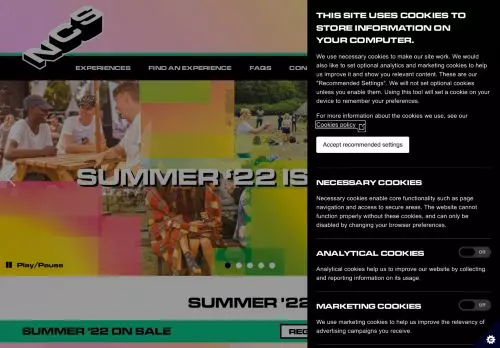 NCS
EXPERIENCES FIND AN EXPERIENCE FAQS CON
SUMMER '22 IS
Play/Pause
SUMMER '22
SUMMER '22 ON SALE
REG
THIS SITE USES COOKIES TO
STORE INFORMATION ON
YOUR COMPUTER.
We use necessary cookies to make our site work. We would
also like to set optional analytics and marketing cookies to help
us improve it and show you relevant content. These are our
"Recommended Settings". We will not set optional cookies
unless you enable them. Using this tool will set a cookie on your
device to remember your preferences.
For more information about the cookies we use, see our
Cookies policy
Accept recommended settings
NECESSARY COOKIES
Necessary cookies enable core functionality such as page
navigation and access to secure areas. The website cannot
function properly without these cookies, and can only be
disabled by changing your browser preferences.
ANALYTICAL COOKIES Off
Analytical cookies help us to improve our website by collecting
and reporting information on its usage.
MARKETING COOKIES Off
We use marketing cookies to help us improve the relevancy of
advertising campaigns you receive.